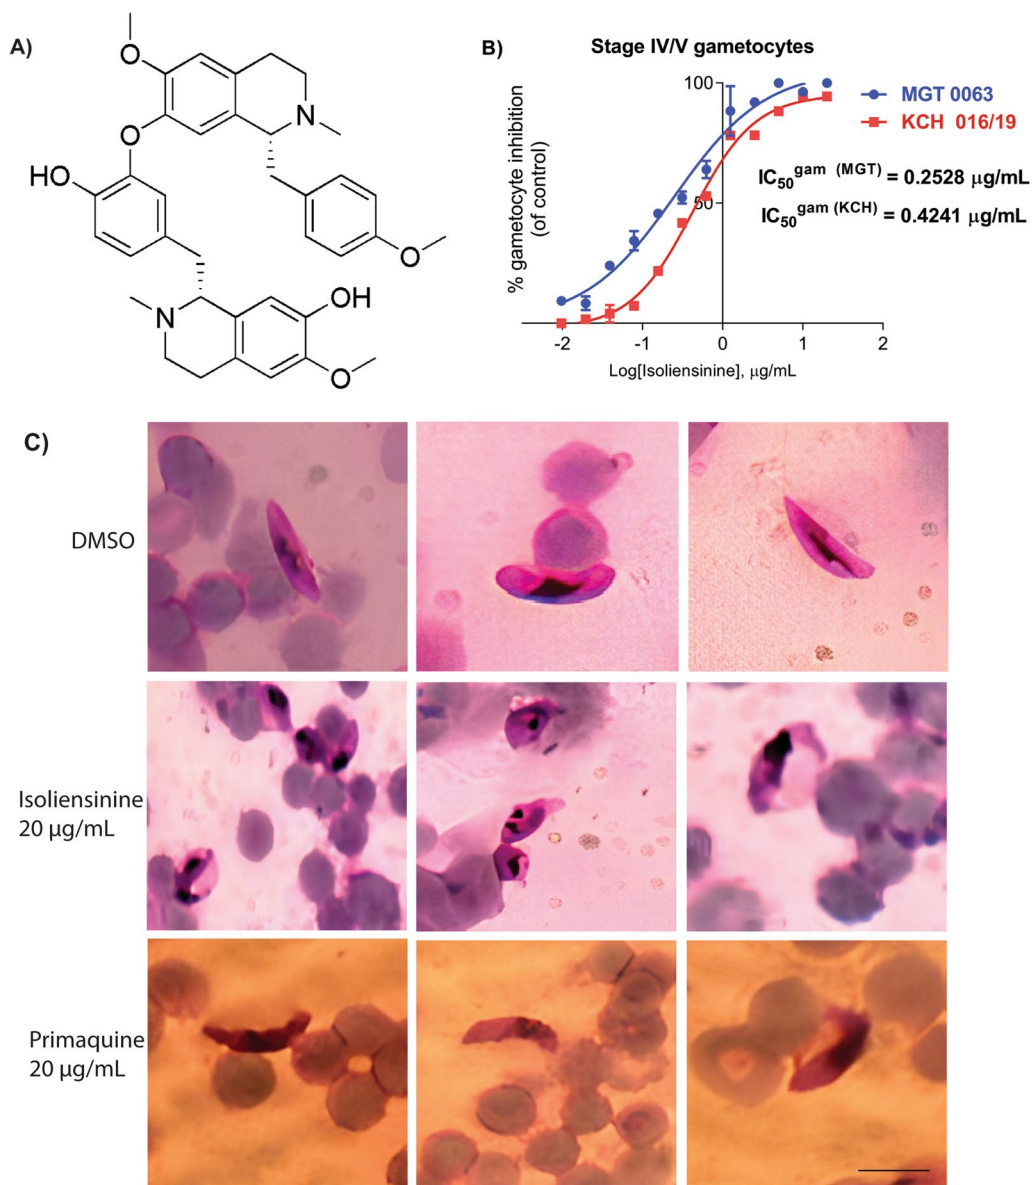 A)
O
N
O
HO
O
N
OH
O
B)
Stage IV/V gametocytes
% gametocyte inhibition
(of control)
100
50
-2 -1 0 1 2
Log[Isoliensinine], µg/mL
MGT 0063
KCH 016/19
IC50gam (MGT) = 0.2528 µg/mL
IC50gam (KCH) = 0.4241 µg/mL
C)
DMSO
Isoliensinine
20 µg/mL
Primaquine
20 µg/mL